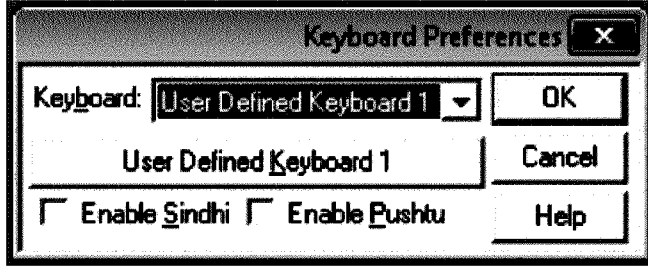 Keyboard Preferences
Keyboard: User Defined Keyboard 1 OK
User Defined Keyboard 1 Cancel
Enable Sindhi Enable Pushtu Help